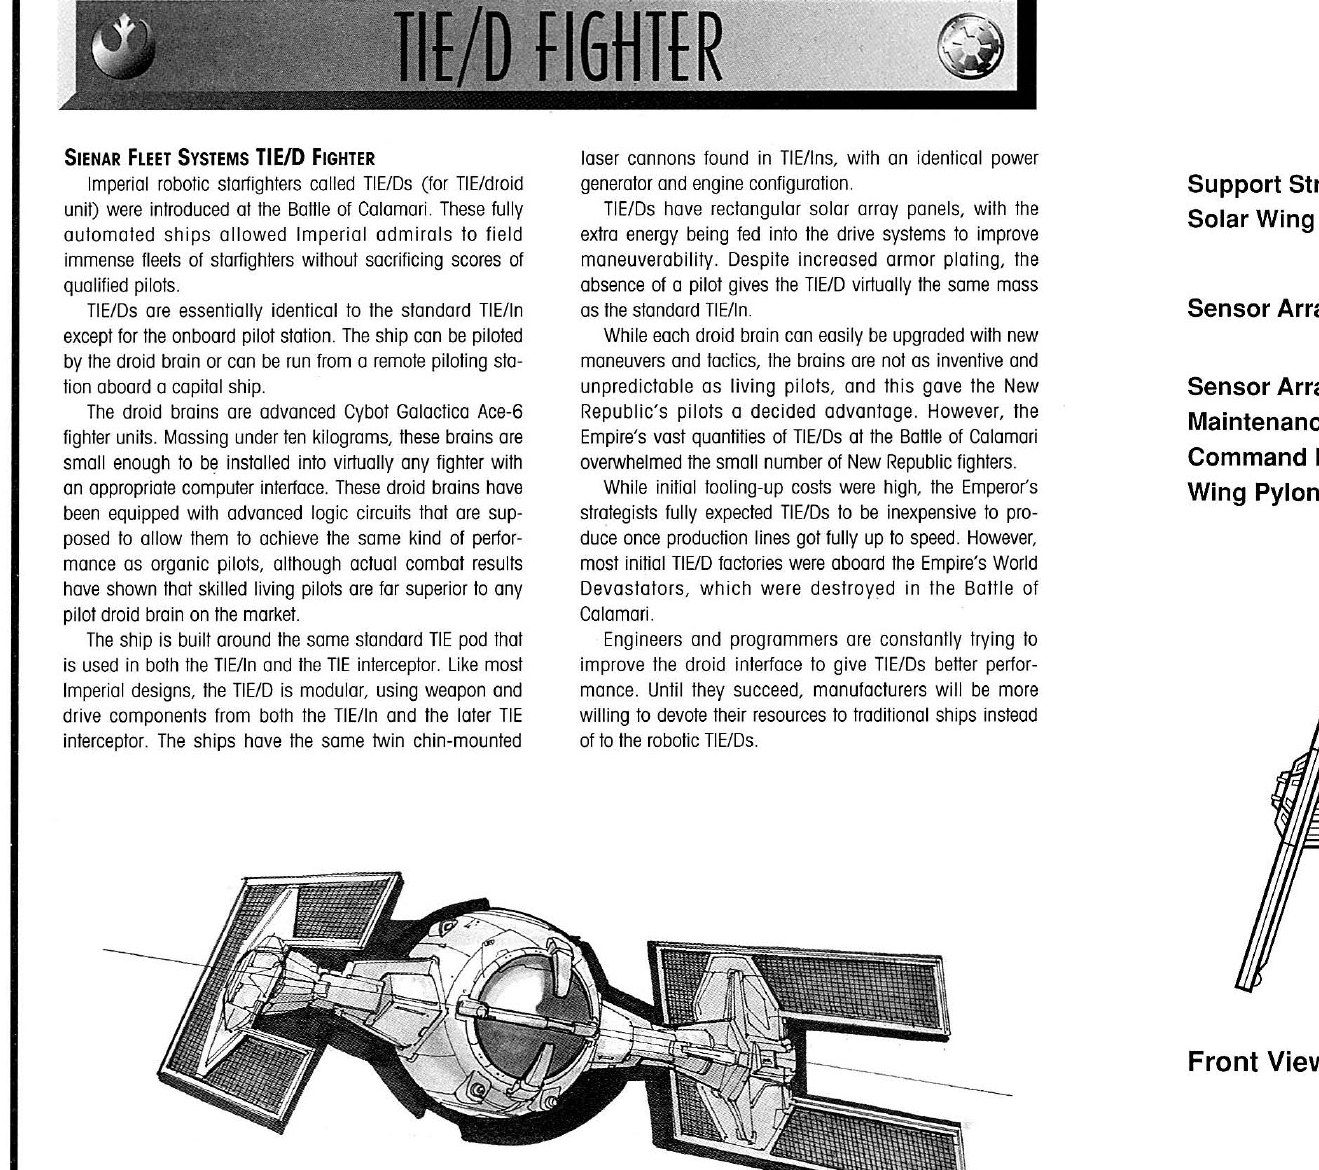 TIE/D FIGHTER
SIENAR FLEET SYSTEMS TIE/D FIGHTER
Imperial robotic starfighters called TIE/Ds (for TIE/droid
unit) were introduced at the Battle of Calamari. These fully
automated ships allowed Imperial admirals to field
immense fleets of starfighters without sacrificing scores of
qualified pilots.
TIE/Ds are essentially identical to the standard TIE/In
except for the onboard pilot station. The ship can be piloted
by the droid brain or can be run from a remote piloting sta-
tion aboard a capital ship.
The droid brains are advanced Cybot Galactica Ace-6
fighter units. Massing under ten kilograms, these brains are
small enough to be installed into virtually any fighter with
an appropriate computer interface. These droid brains have
been equipped with advanced logic circuits that are sup-
posed to allow them to achieve the same kind of perfor-
mance as organic pilots, although actual combat results
have shown that skilled living pilots are far superior to any
pilot droid brain on the market.
The ship is built around the same standard TIE pod that
is used in both the TIE/In and the TIE interceptor. Like most
Imperial designs, the TIE/D is modular, using weapon and
drive components from both the TIE/In and the later TIE
interceptor. The ships have the same twin chin-mounted
laser cannons found in TIE/Ins, with an identical power
generator and engine configuration.
TIE/Ds have rectangular solar array panels, with the
extra energy being fed into the drive systems to improve
maneuverability. Despite increased armor plating, the
absence of a pilot gives the TIE/D virtually the same mass
as the standard TIE/In.
While each droid brain can easily be upgraded with new
maneuvers and tactics, the brains are not as inventive and
unpredictable as living pilots, and this gave the New
Republic's pilots a decided advantage. However, the
Empire's vast quantities of TIE/Ds at the Battle of Calamari
overwhelmed the small number of New Republic fighters.
While initial tooling-up costs were high, the Emperor's
strategists fully expected TIE/Ds to be inexpensive to pro-
duce once production lines got fully up to speed. However,
most initial TIE/D factories were aboard the Empire's World
Devastators, which were destroyed in the Battle of
Calamari.
Engineers and programmers are constantly trying to
improve the droid interface to give TIE/Ds better perfor-
mance. Until they succeed, manufacturers will be more
willing to devote their resources to traditional ships instead
of to the robotic TIE/Ds.
Support
Solar Wing
Sensor
Sensor
Command
Wing Pylon
Front